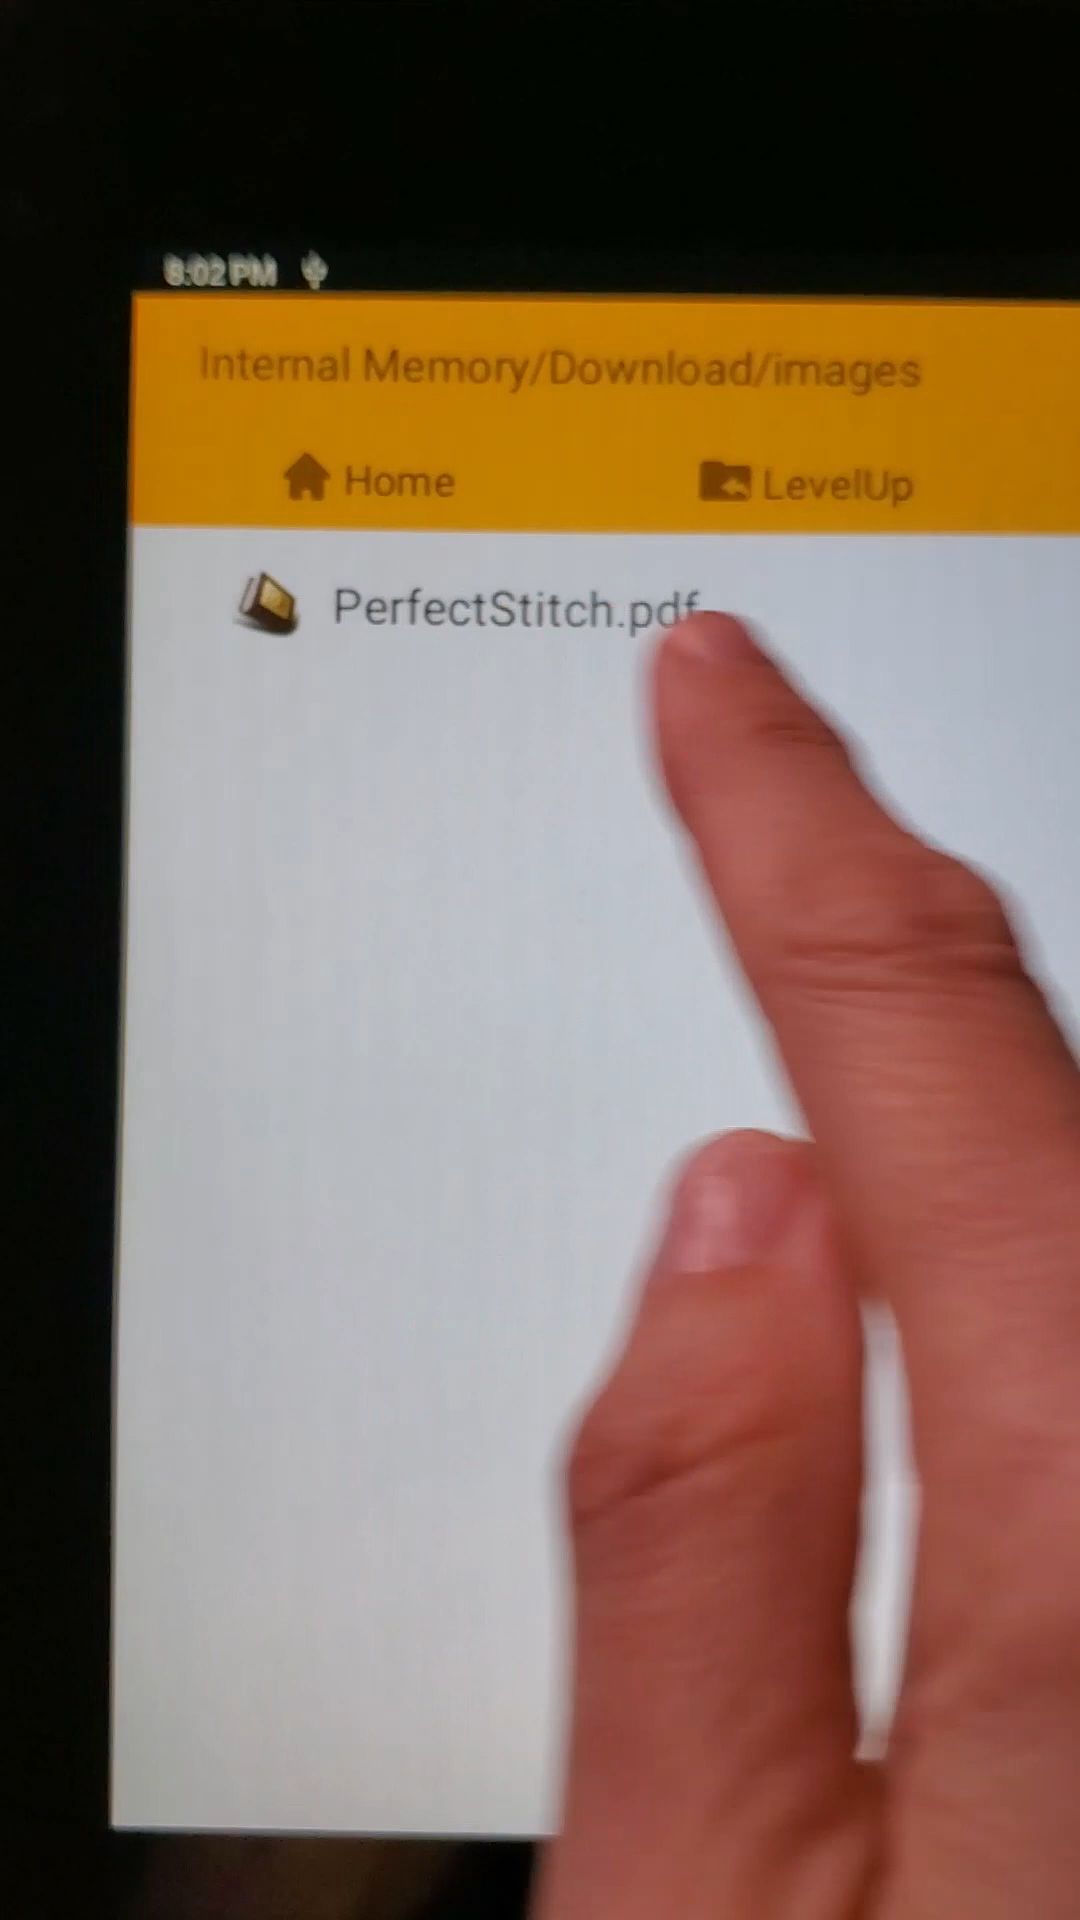 8:02 PM
Internal Memory/Download/images
Home
LevelUp
PerfectStitch.pdf